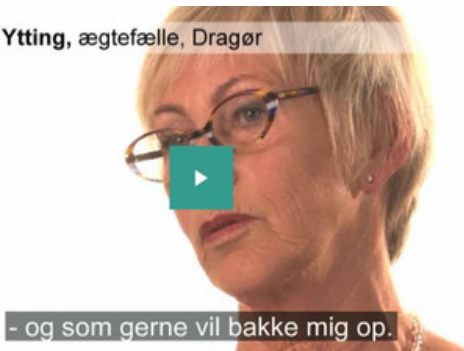 Ytting, ægtefælle, Dragør
- og som gerne vil bakke mig op.